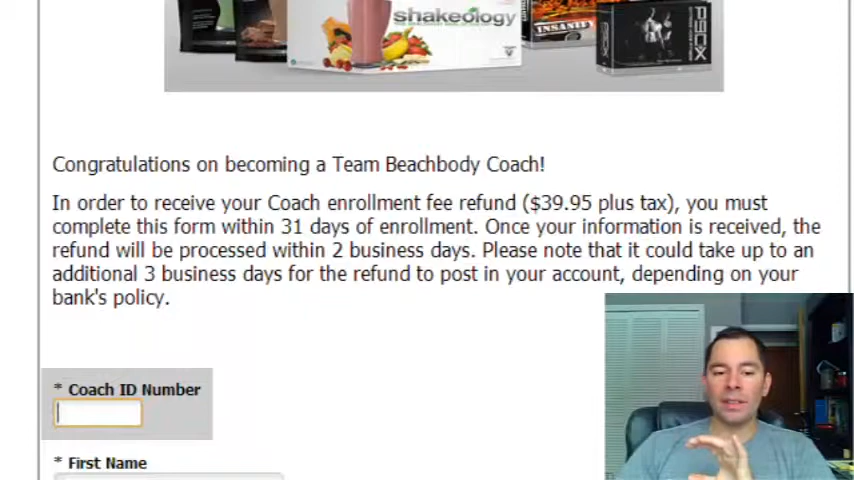 shakeology
INSANITY
P90X
Congratulations on becoming a Team Beachbody Coach!
In order to receive your Coach enrollment fee refund ($39.95 plus tax), you must
complete this form within 31 days of enrollment. Once your information is received, the
refund will be processed within 2 business days. Please note that it could take up to an
additional 3 business days for the refund to post in your account, depending on your
bank's policy.
* Coach ID Number
* First Name